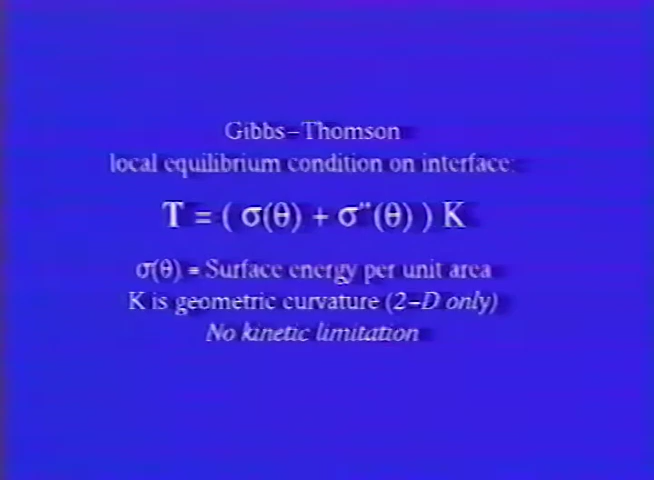 Gibbs–Thomson
local equilibrium condition on interface:
T = ( σ(θ) + σ''(θ) ) K
σ(θ) = Surface energy per unit area
K is geometric curvature (2–D only)
No kinetic limitation